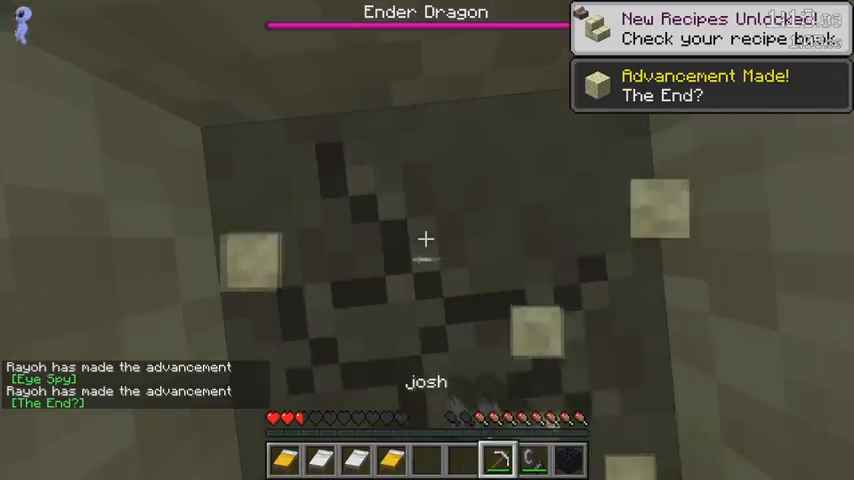 Ender Dragon
New Recipes Unlocked!
Check your recipe book
Advancement Made!
The End?
Rayoh has made the advancement
[Eye Spy]
Rayoh has made the advancement
[The End?]
josh